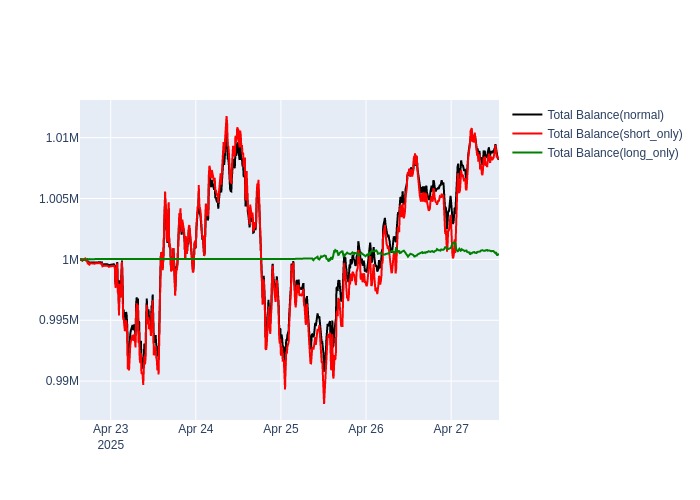 1.01M
1.005M
1M
0.995M
0.99M
Apr 23
2025
Apr 24
Apr 25
Apr 26
Apr 27
Total Balance(normal)
Total Balance(short_only)
Total Balance(long_only)